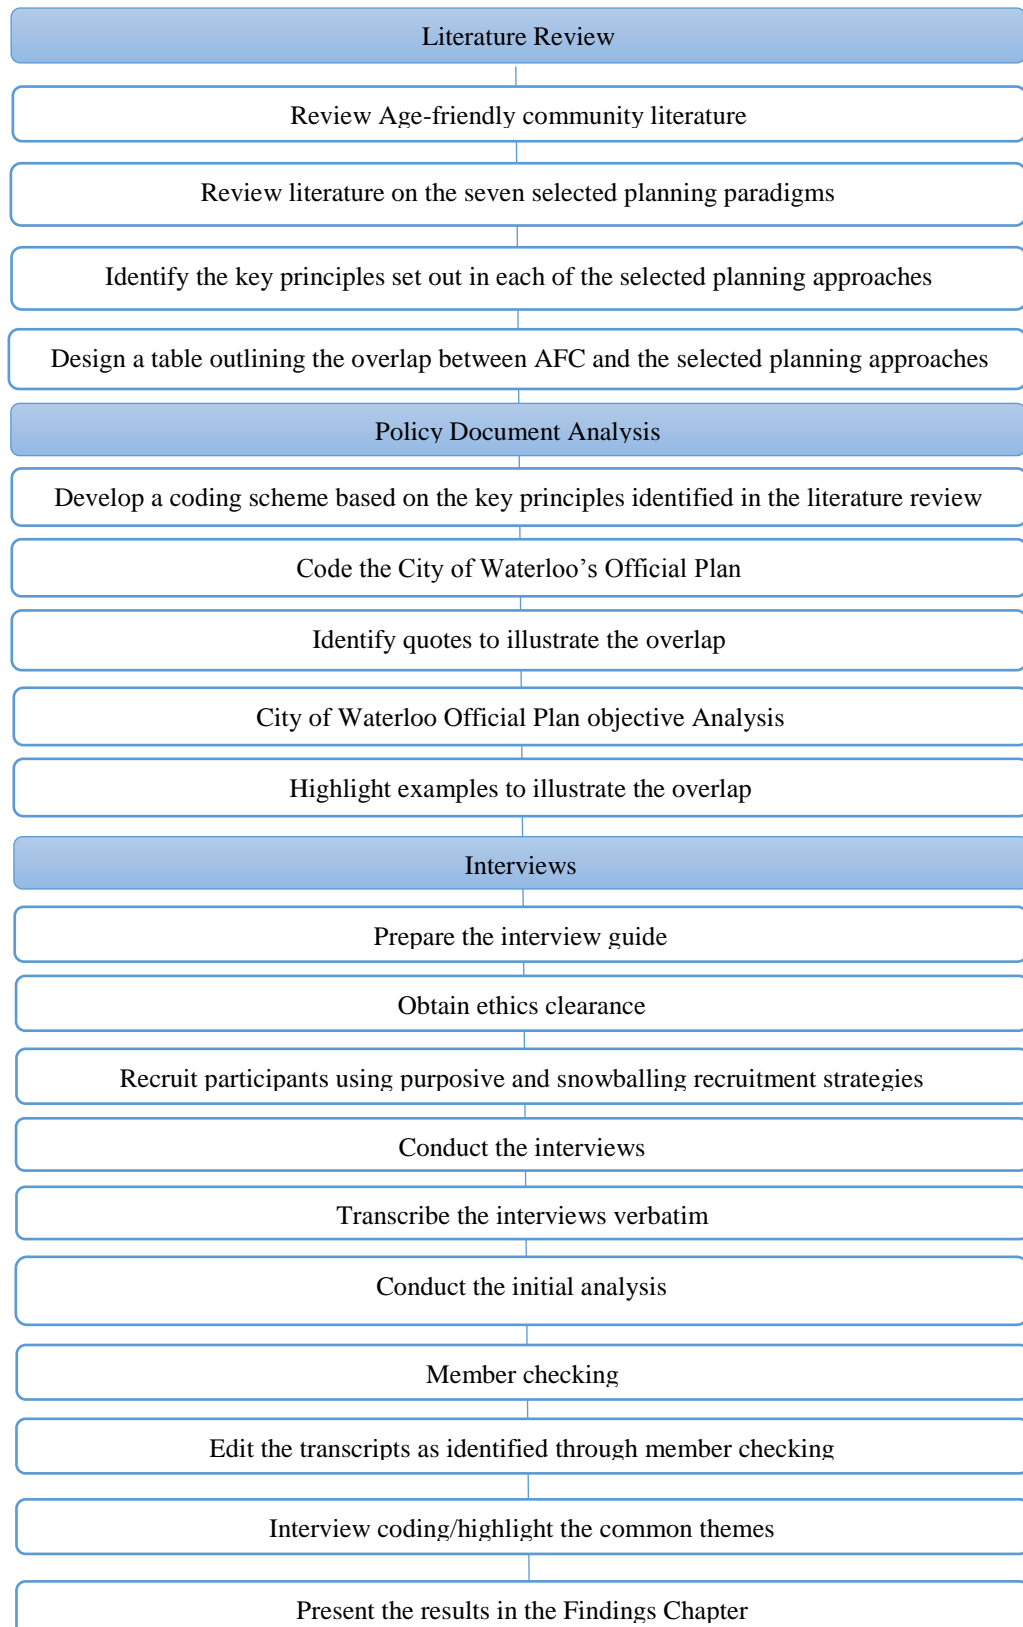 Literature Review
Review Age-friendly community literature
Review literature on the seven selected planning paradigms
Identify the key principles set out in each of the selected planning approaches
Design a table outlining the overlap between AFC and the selected planning approaches
Policy Document Analysis
Develop a coding scheme based on the key principles identified in the literature review
Code the City of Waterloo’s Official Plan
Identify quotes to illustrate the overlap
City of Waterloo Official Plan objective Analysis
Highlight examples to illustrate the overlap
Interviews
Prepare the interview guide
Obtain ethics clearance
Recruit participants using purposive and snowballing recruitment strategies
Conduct the interviews
Transcribe the interviews verbatim
Conduct the initial analysis
Member checking
Edit the transcripts as identified through member checking
Interview coding/highlight the common themes
Present the results in the Findings Chapter